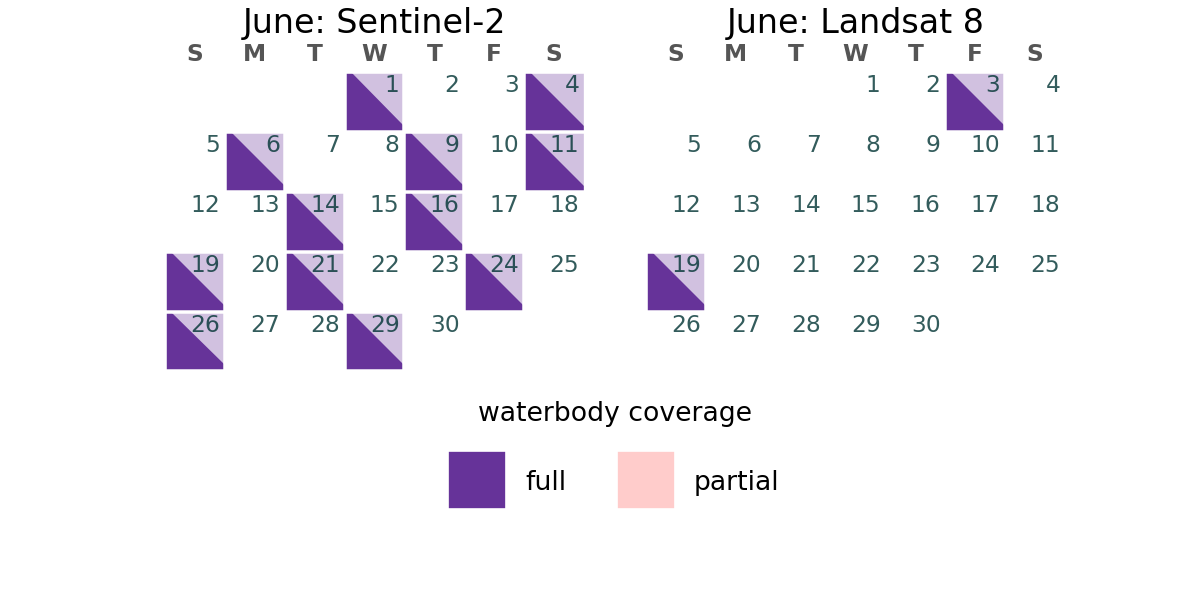 June: Sentinel-2
S M T W T F S
1 2 3 4
5 6 7 8 9 10 11
12 13 14 15 16 17 18
19 20 21 22 23 24 25
26 27 28 29 30
June: Landsat 8
S M T W T F S
1 2 3 4
5 6 7 8 9 10 11
12 13 14 15 16 17 18
19 20 21 22 23 24 25
26 27 28 29 30
waterbody coverage
full partial